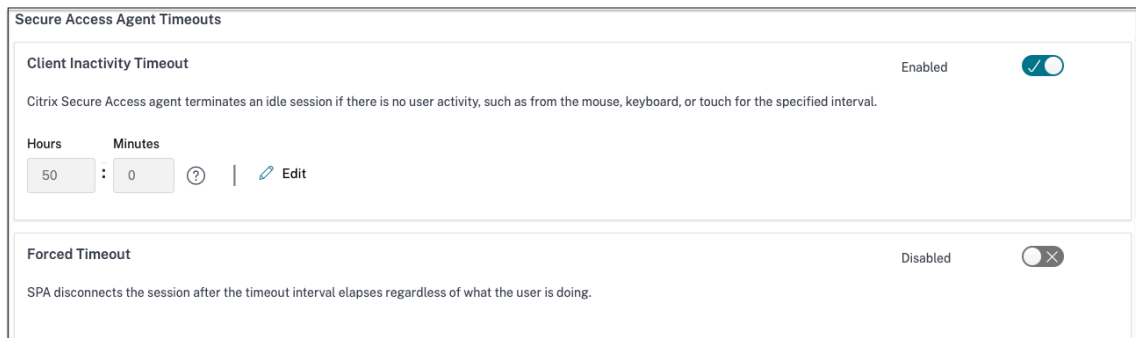 Secure Access Agent Timeouts
Client Inactivity Timeout
Enabled
Citrix Secure Access agent terminates an idle session if there is no user activity, such as from the mouse, keyboard, or touch for the specified interval.
Hours Minutes
50 : 0 ? | Edit
Forced Timeout
Disabled
SPA disconnects the session after the timeout interval elapses regardless of what the user is doing.